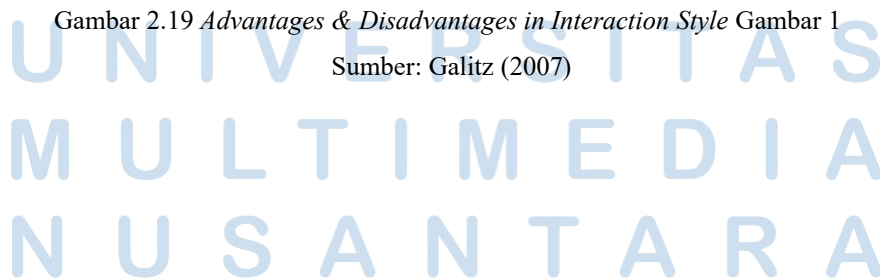 Gambar 2.19 Advantages & Disadvantages in Interaction Style Gambar 1
Sumber: Galitz (2007)
UNIVERSITAS
MULTIMEDIA
NUSANTARA